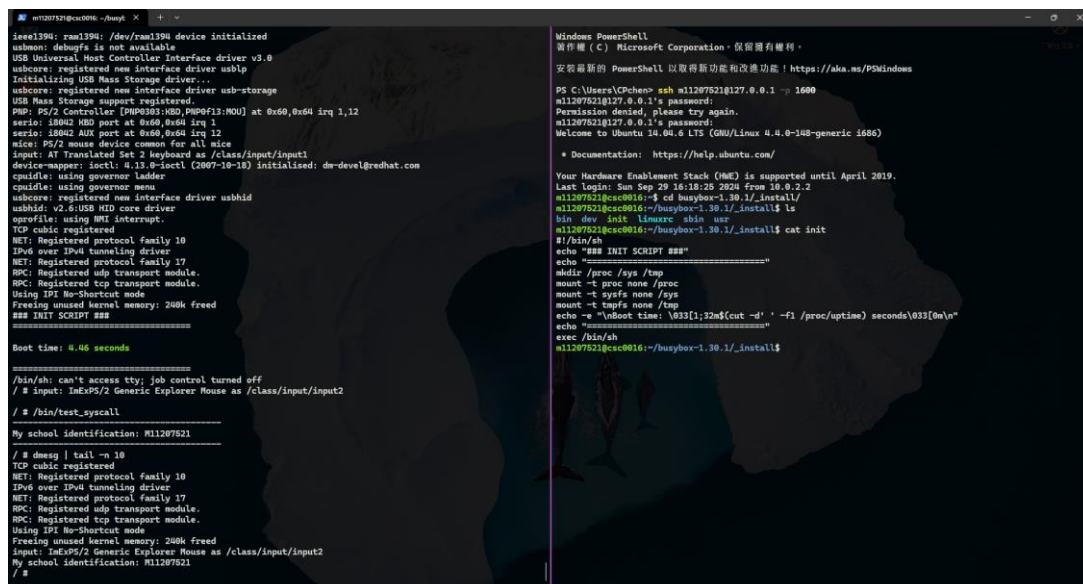 m11207521@csc0016: ~/busyb
ieee1394: raw1394: /dev/raw1394 device initialized
usbmon: debugfs is not available
USB Universal Host Controller Interface driver v3.0
usbcore: registered new interface driver usblp
Initializing USB Mass Storage driver...
usbcore: registered new interface driver usb-storage
USB Mass Storage support registered.
PNP: PS/2 Controller [PNP0303:KBD,PNP0f13:MOU] at 0x60,0x64 irq 1,12
serio: i8042 KBD port at 0x60,0x64 irq 1
serio: i8042 AUX port at 0x60,0x64 irq 12
mice: PS/2 mouse device common for all mice
input: AT Translated Set 2 keyboard as /class/input/input1
device-mapper: ioctl: 4.13.0-ioctl (2007-10-18) initialised: dm-devel@redhat.com
cpuidle: using governor ladder
cpuidle: using governor menu
usbcore: registered new interface driver usbhid
usbhid: v2.6:USB HID core driver
oprofile: using NMI interrupt.
TCP cubic registered
NET: Registered protocol family 10
IPv6 over IPv4 tunneling driver
NET: Registered protocol family 17
RPC: Registered udp transport module.
RPC: Registered tcp transport module.
Using IPI No-Shortcut mode
Freeing unused kernel memory: 240k freed
### INIT SCRIPT ###
===================================
Boot time: 4.46 seconds
===================================
/bin/sh: can't access tty; job control turned off
/ # input: ImExPS/2 Generic Explorer Mouse as /class/input/input2
/ # /bin/test_syscall
-----------------------------------------
My school identification: M11207521
-----------------------------------------
/ # dmesg | tail -n 10
TCP cubic registered
NET: Registered protocol family 10
IPv6 over IPv4 tunneling driver
NET: Registered protocol family 17
RPC: Registered udp transport module.
RPC: Registered tcp transport module.
Using IPI No-Shortcut mode
Freeing unused kernel memory: 240k freed
input: ImExPS/2 Generic Explorer Mouse as /class/input/input2
My school identification: M11207521
/ #
Windows PowerShell
著作權 (C) Microsoft Corporation。保留擁有權利。
安裝最新的 PowerShell 以取得新功能和改進功能！https://aka.ms/PSWindows
PS C:\Users\CPchen> ssh m11207521@127.0.0.1 -p 1600
m11207521@127.0.0.1's password:
Permission denied, please try again.
m11207521@127.0.0.1's password:
Welcome to Ubuntu 14.04.6 LTS (GNU/Linux 4.4.0-148-generic i686)
* Documentation: https://help.ubuntu.com/
Your Hardware Enablement Stack (HWE) is supported until April 2019.
Last login: Sun Sep 29 16:18:25 2024 from 10.0.2.2
m11207521@csc0016:~$ cd busybox-1.30.1/_install/
m11207521@csc0016:~/busybox-1.30.1/_install$ ls
bin dev init linuxrc sbin usr
m11207521@csc0016:~/busybox-1.30.1/_install$ cat init
#!/bin/sh
echo "### INIT SCRIPT ###"
echo "==================================="
mkdir /proc /sys /tmp
mount -t proc none /proc
mount -t sysfs none /sys
mount -t tmpfs none /tmp
echo -e "\nBoot time: \033[1;32m$(cut -d' ' -f1 /proc/uptime) seconds\033[0m\n"
echo "==================================="
exec /bin/sh
m11207521@csc0016:~/busybox-1.30.1/_install$